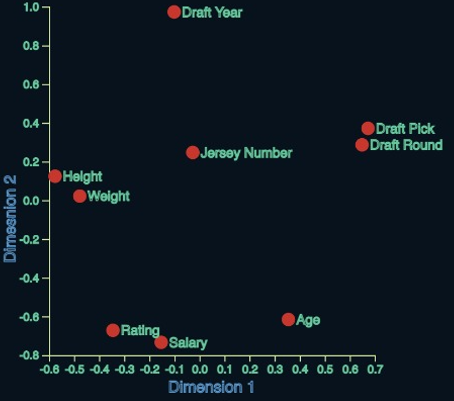 1.0
Draft Year
0.8
0.6
0.4
Draft Pick
Draft Round
Jersey Number
0.2
Height
Weight
0.0
-0.2
-0.4
-0.6
Age
Rating
Salary
-0.8
-0.6 -0.5 -0.4 -0.3 -0.2 -0.1 0.0 0.1 0.2 0.3 0.4 0.5 0.6 0.7
Dimension 1
Dimesnion 2